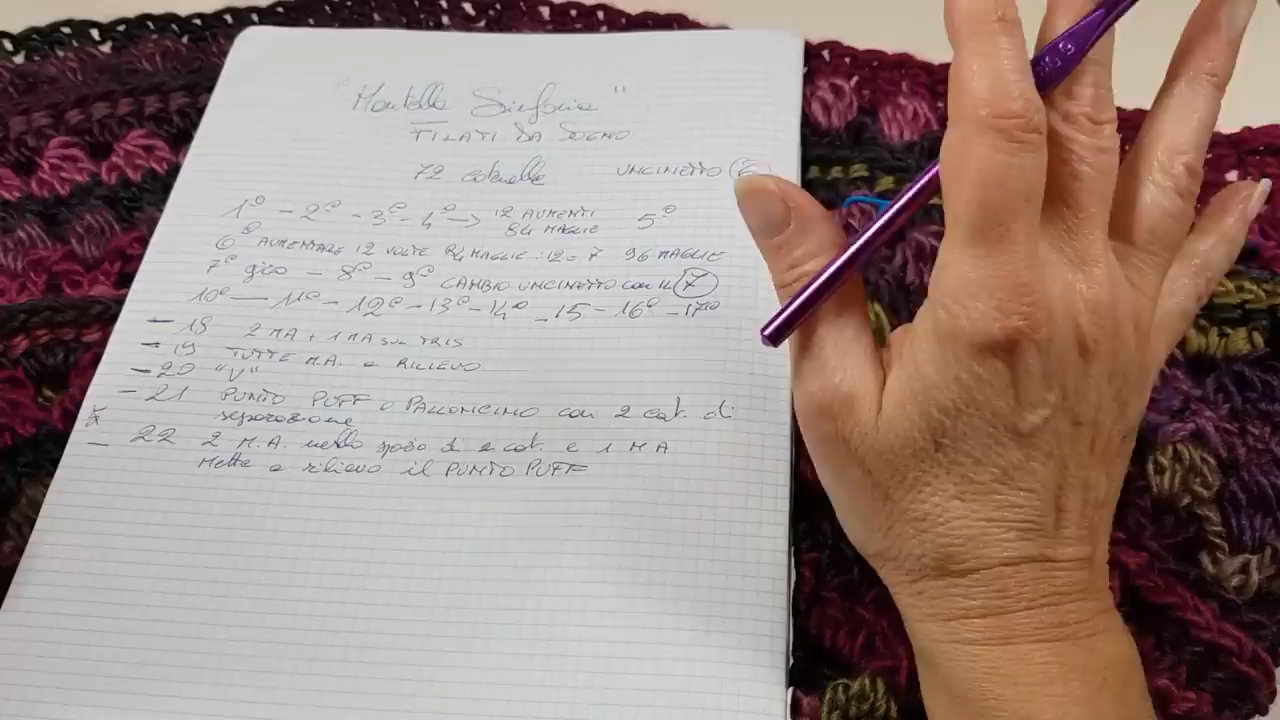 "Mantella Sinfonia"
FILATI DA SOGNO
72 catenelle UNCINETTO (6
1° - 2° - 3° - 4° → 12 AUMENTI 5°
84 MAGLIE
6° AUMENTARE 12 VOLTE 84 MAGLIE : 12 = 7 96 MAGLIE
7° giro - 8° - 9° CAMBIO UNCINETTO con il 7
10° — 11° - 12° - 13° - 14° - 15 - 16° - 17°
- 18 2 MA + 1 MA SUL TRIS
- 19 TUTTE M.A. a RILIEVO
- 20 "V"
- 21 PUNTO PUFF o PALLONCINO con 2 cat. di
separazione
- 22 2 M.A. nello spazio di 2 cat. e 1 MA
Mette a rilievo il PUNTO PUFF